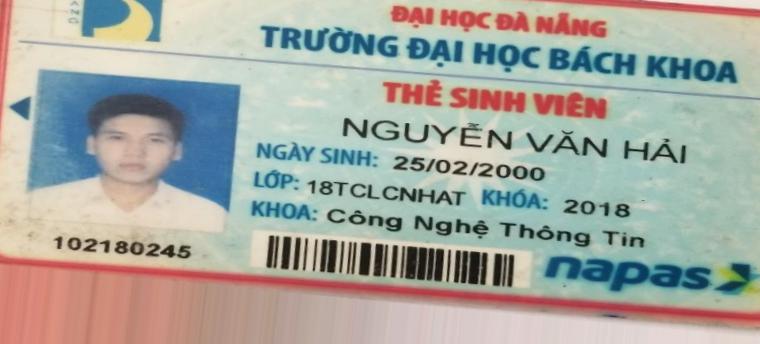 ĐẠI HỌC ĐÀ NẴNG
TRƯỜNG ĐẠI HỌC BÁCH KHOA
THẺ SINH VIÊN
NGUYỄN VĂN HẢI
NGÀY SINH: 25/02/2000
LỚP: 18TCLCNHAT KHÓA: 2018
KHOA: Công Nghệ Thông Tin
102180245
napas